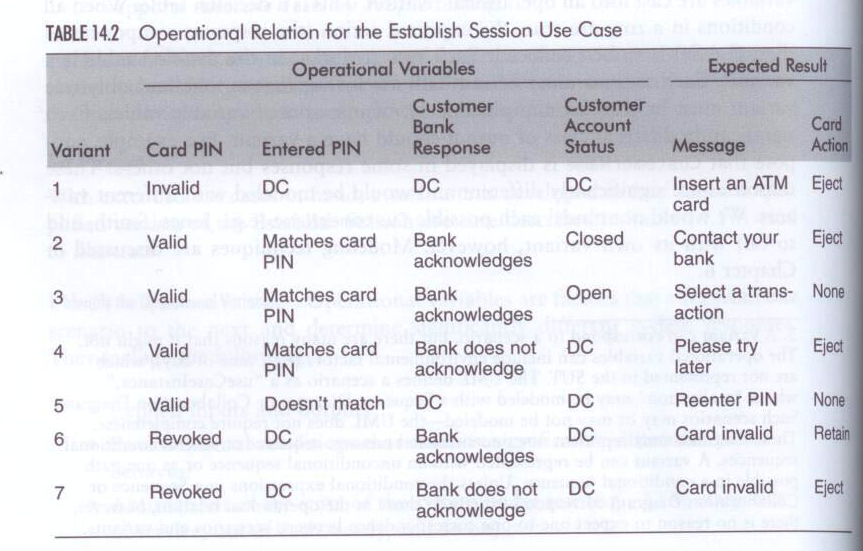 TABLE 14.2 Operational Relation for the Establish Session Use Case
Operational Variables Expected Result
Customer Customer
Bank Account Card
Variant Card PIN Entered PIN Response Status Message Action
1 Invalid DC DC DC Insert an ATM Eject
card
2 Valid Matches card Bank Closed Contact your Eject
PIN acknowledges bank
3 Valid Matches card Bank Open Select a trans- None
PIN acknowledges action
4 Valid Matches card Bank DC Please try Eject
PIN acknowledges later
5 Valid Doesn't match DC DC Reenter PIN None
6 Revoked DC Bank DC Card invalid Retain
acknowledges
7 Revoked DC Bank does not DC Card invalid Eject
acknowledge